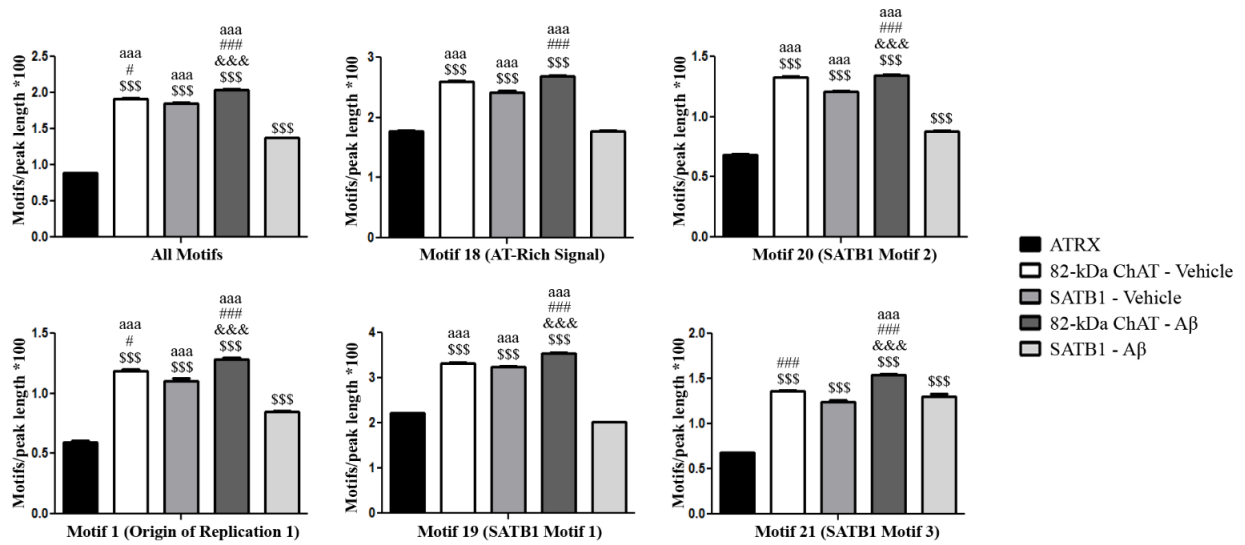 Motifs/peak length *100
2.5
2.0
1.5
1.0
0.5
0.0
aaa
#
$$$
aaa
$$$
aaa
###
&&&
$$$
$$$
All Motifs
Motifs/peak length *100
3
2
1
0
aaa
$$$
aaa
$$$
aaa
###
$$$
Motif 18 (AT-Rich Signal)
Motifs/peak length *100
1.5
1.0
0.5
0.0
aaa
$$$
aaa
$$$
aaa
###
&&&
$$$
$$$
Motif 20 (SATB1 Motif 2)
Motifs/peak length *100
1.5
1.0
0.5
0.0
aaa
#
$$$
aaa
$$$
aaa
###
&&&
$$$
$$$
Motif 1 (Origin of Replication 1)
Motifs/peak length *100
4
3
2
1
0
aaa
$$$
aaa
$$$
aaa
###
&&&
$$$
Motif 19 (SATB1 Motif 1)
Motifs/peak length *100
2.0
1.5
1.0
0.5
0.0
###
$$$
$$$
aaa
###
&&&
$$$
$$$
Motif 21 (SATB1 Motif 3)
ATRX
82-kDa ChAT - Vehicle
SATB1 - Vehicle
82-kDa ChAT - Aβ
SATB1 - Aβ